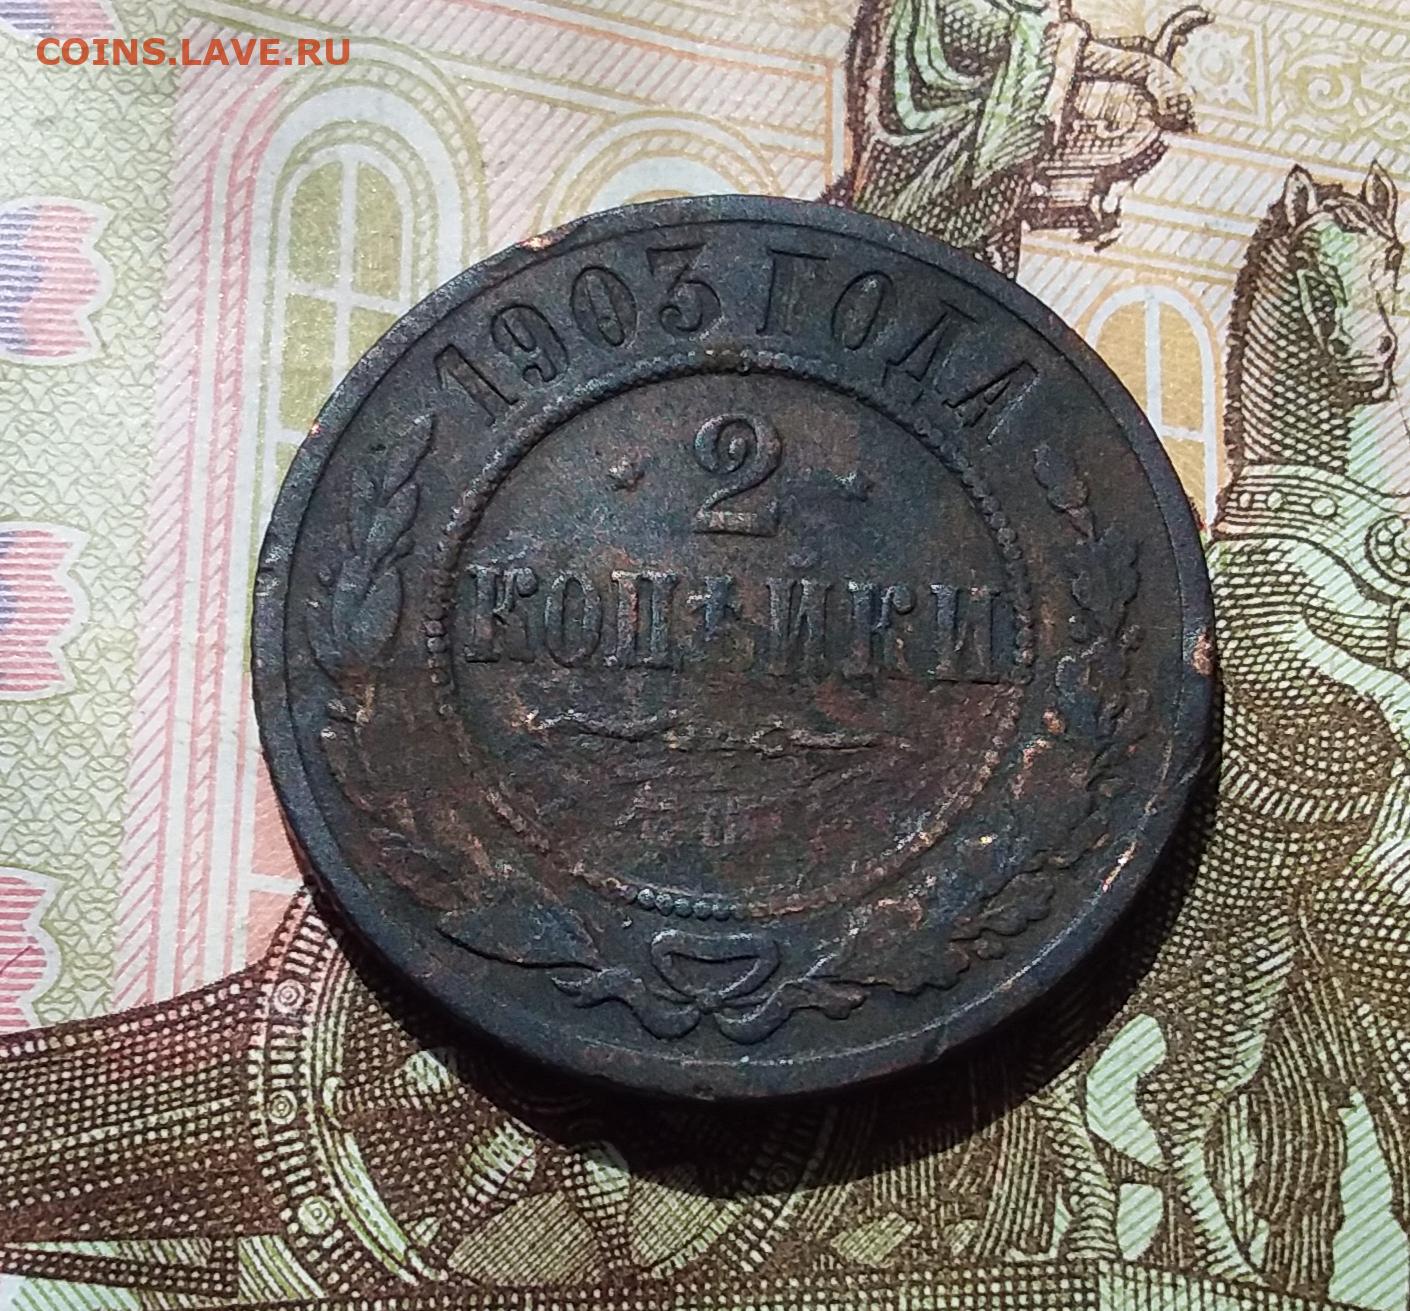 COINS.LAVE.RU
1903 ГОДА
2
КОПѢЙКИ